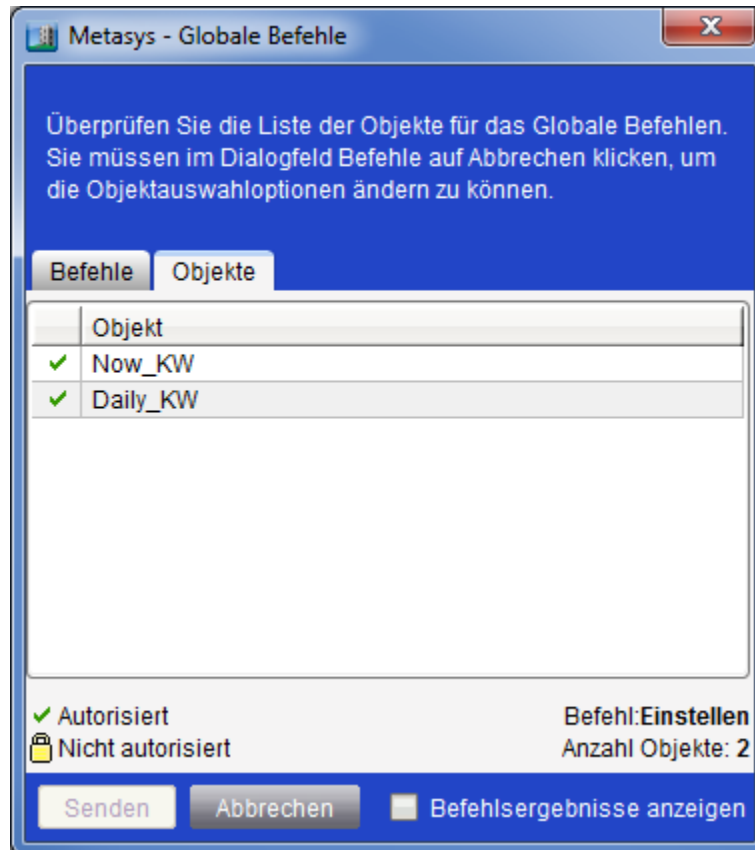 Metasys - Globale Befehle
Überprüfen Sie die Liste der Objekte für das Globale Befehlen.
Sie müssen im Dialogfeld Befehle auf Abbrechen klicken, um
die Objektauswahloptionen ändern zu können.
Befehle Objekte
Objekt
Now_KW
Daily_KW
Autorisiert Befehl:Einstellen
Nicht autorisiert Anzahl Objekte: 2
Senden Abbrechen Befehlsergebnisse anzeigen